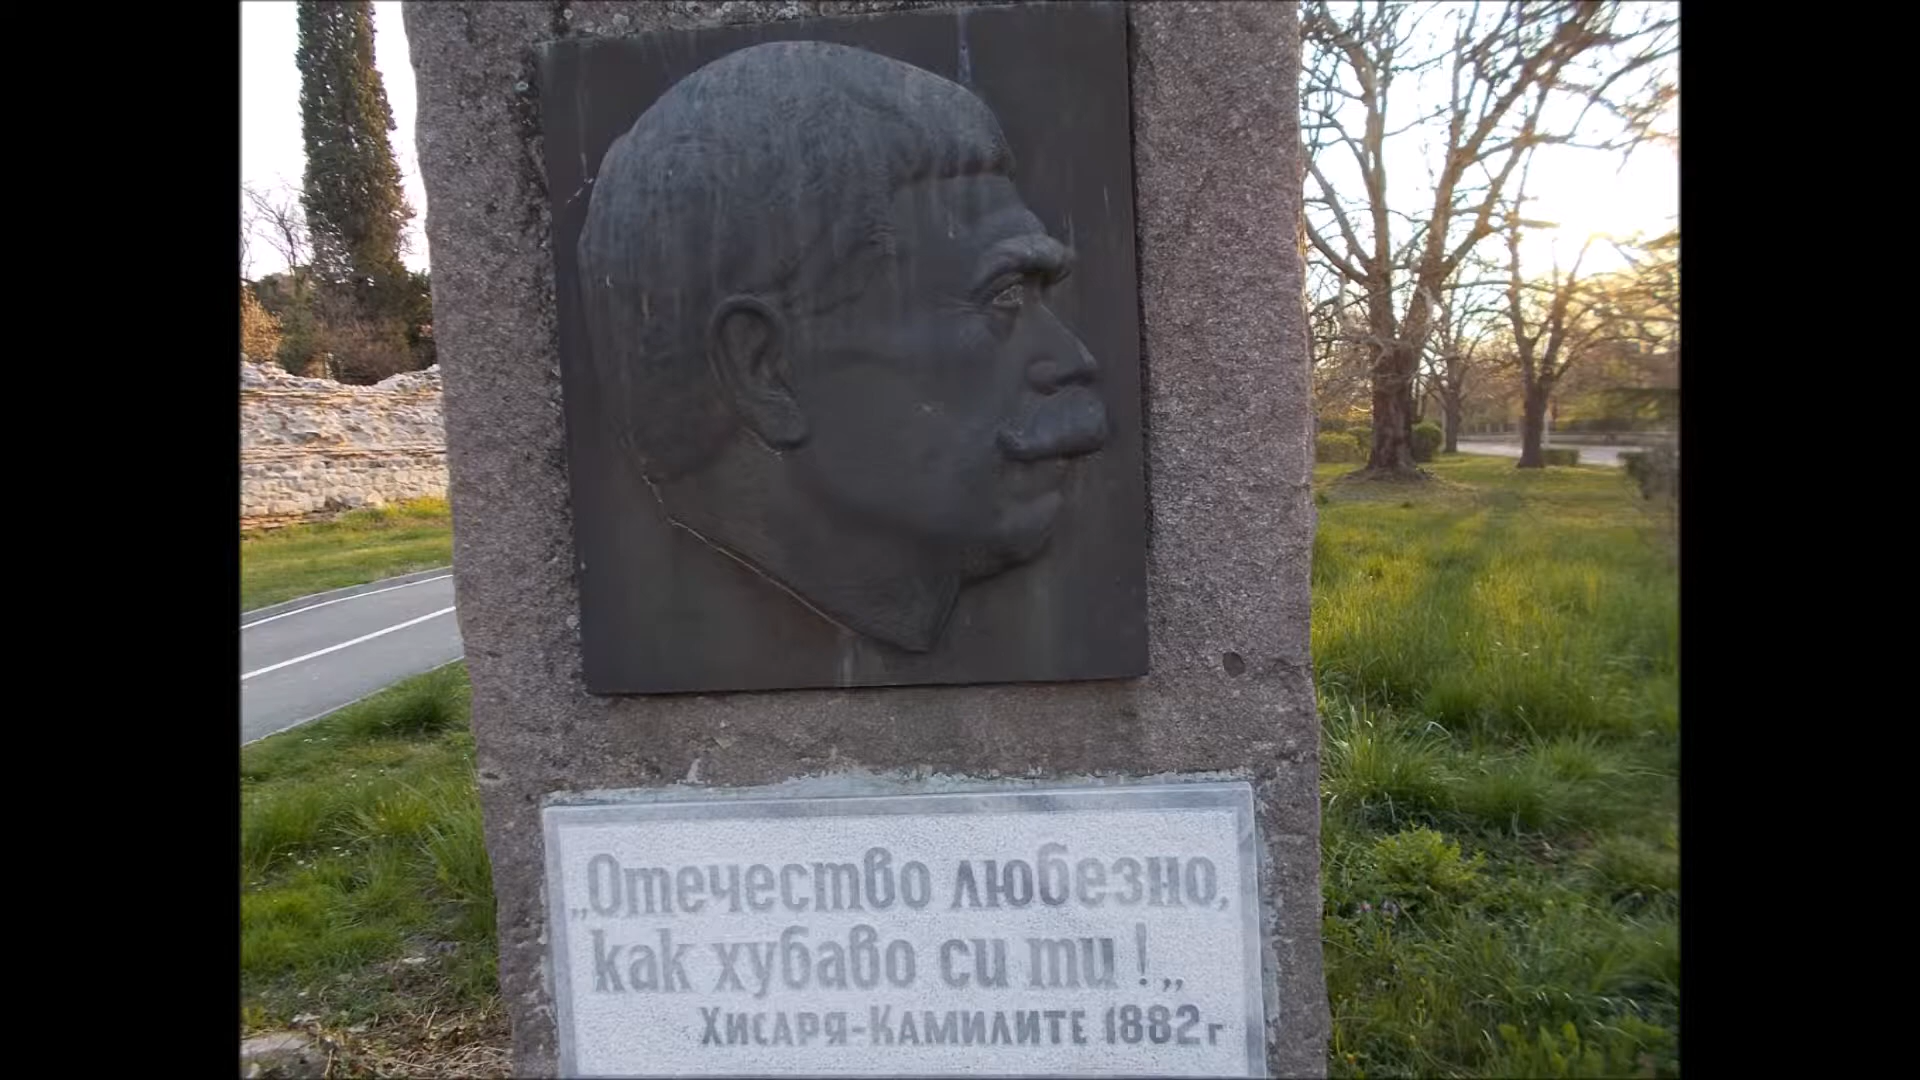 „Отечество любезно,
как хубаво си ти!„
Хисаря-Камилите 1882г